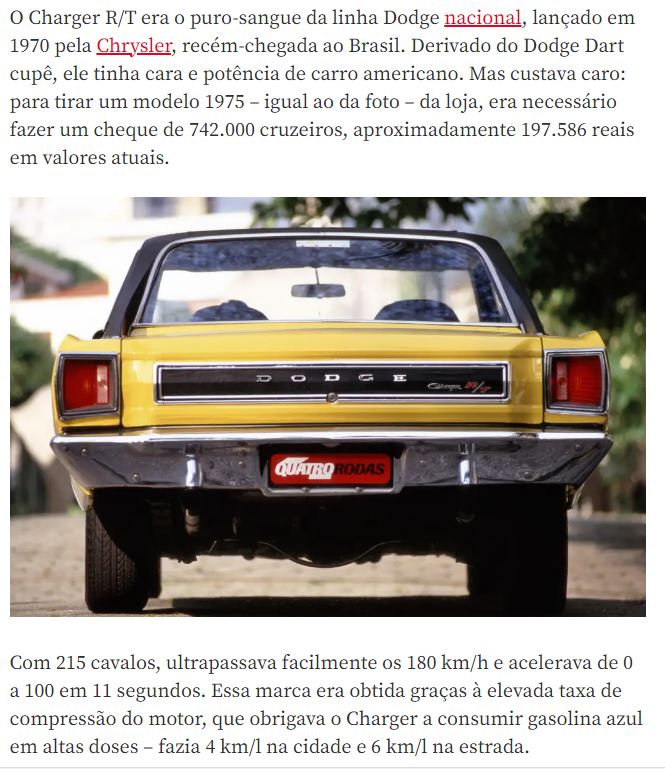 O Charger R/T era o puro-sangue da linha Dodge nacional, lançado em
1970 pela Chrysler, recém-chegada ao Brasil. Derivado do Dodge Dart
cupê, ele tinha cara e potência de carro americano. Mas custava caro:
para tirar um modelo 1975 – igual ao da foto – da loja, era necessário
fazer um cheque de 742.000 cruzeiros, aproximadamente 197.586 reais
em valores atuais.
DODGE Charger R/T
QUATRO RODAS
Com 215 cavalos, ultrapassava facilmente os 180 km/h e acelerava de 0
a 100 em 11 segundos. Essa marca era obtida graças à elevada taxa de
compressão do motor, que obrigava o Charger a consumir gasolina azul
em altas doses – fazia 4 km/l na cidade e 6 km/l na estrada.